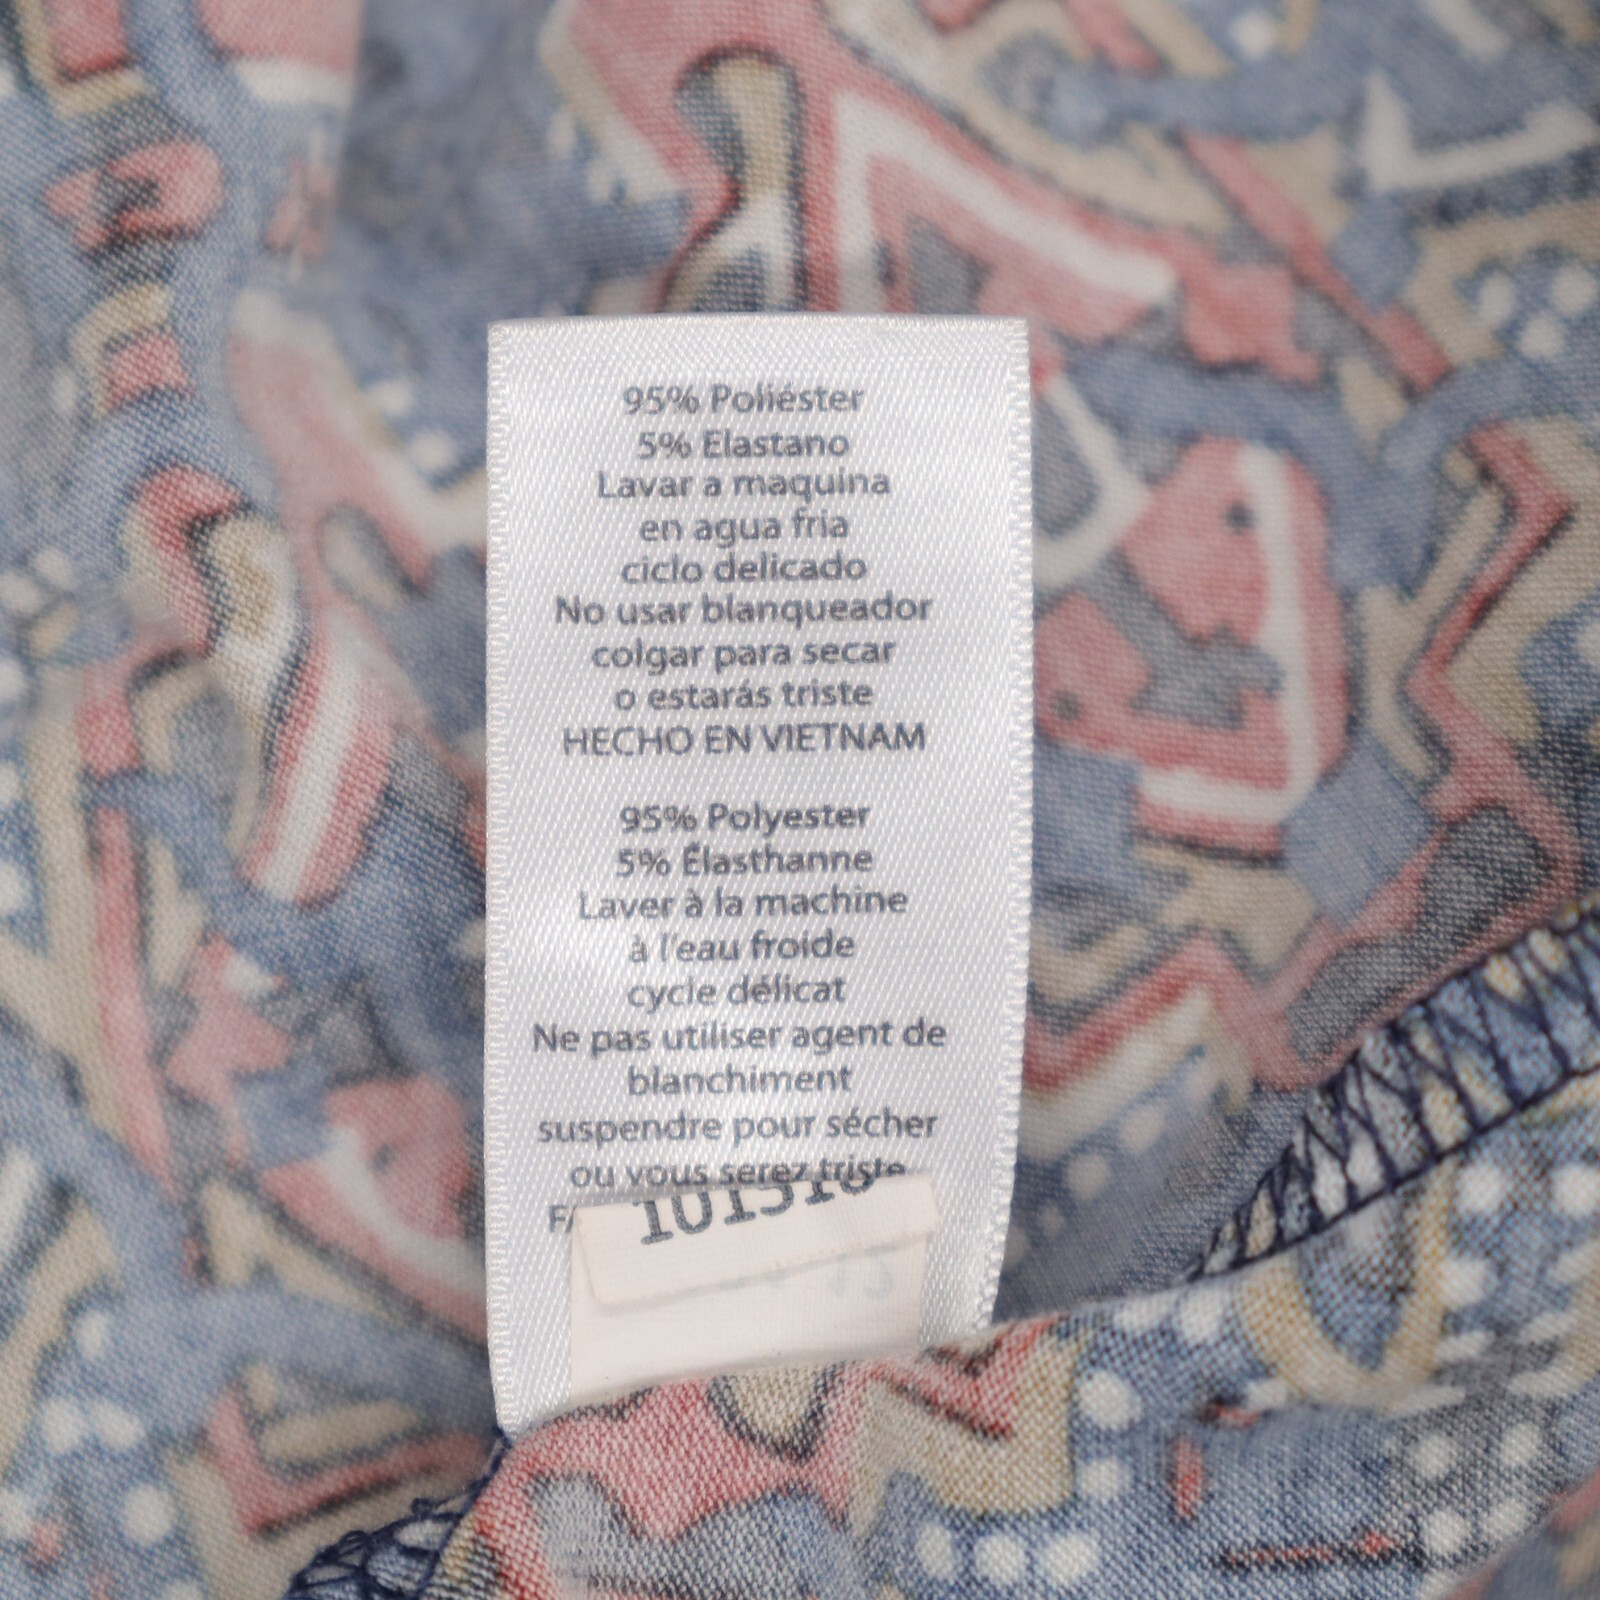 95% Poliéster
5% Elastano
Lavar a maquina
en agua fria
ciclo delicado
No usar blanqueador
colgar para secar
o estarás triste
HECHO EN VIETNAM
95% Polyester
5% Élasthanne
Laver à la machine
à l'eau froide
cycle délicat
Ne pas utiliser agent de
blanchiment
suspendre pour sécher
ou vous serez triste